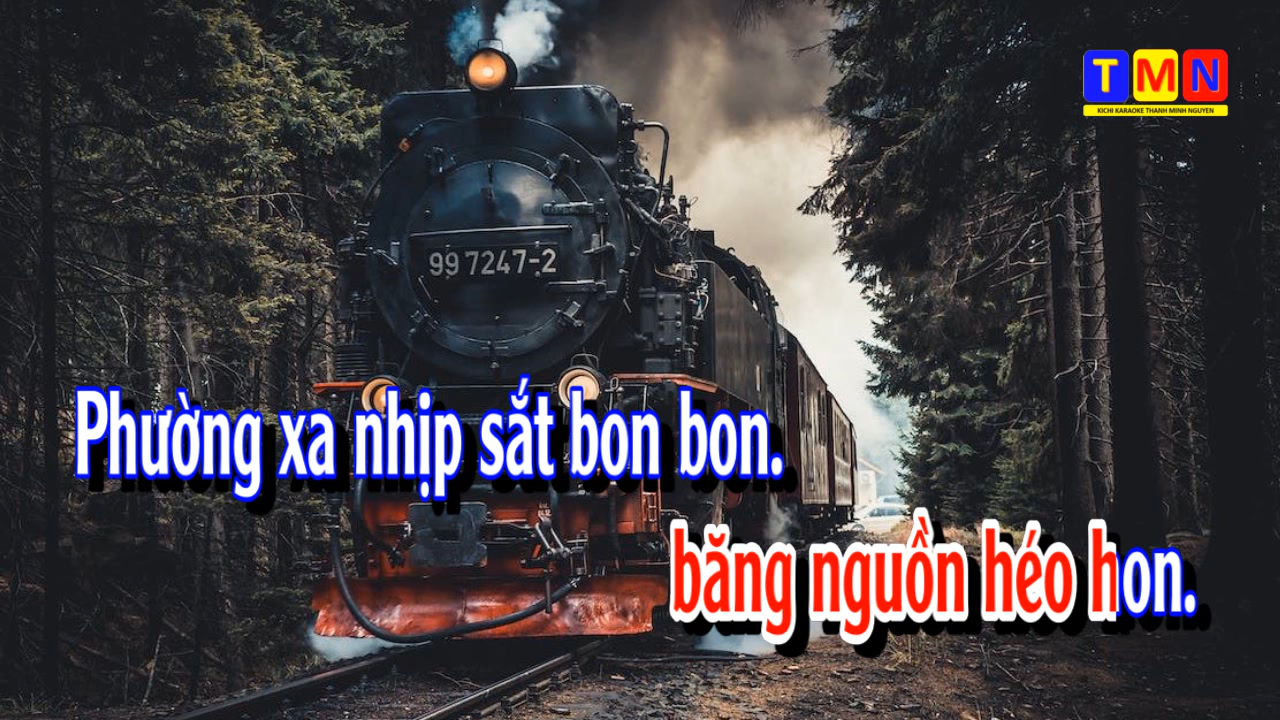 TMN
KICHI KARAOKE THANH MINH NGUYEN
99 7247-2
Phường xa nhịp sắt bon bon.
băng nguồn héo hon.